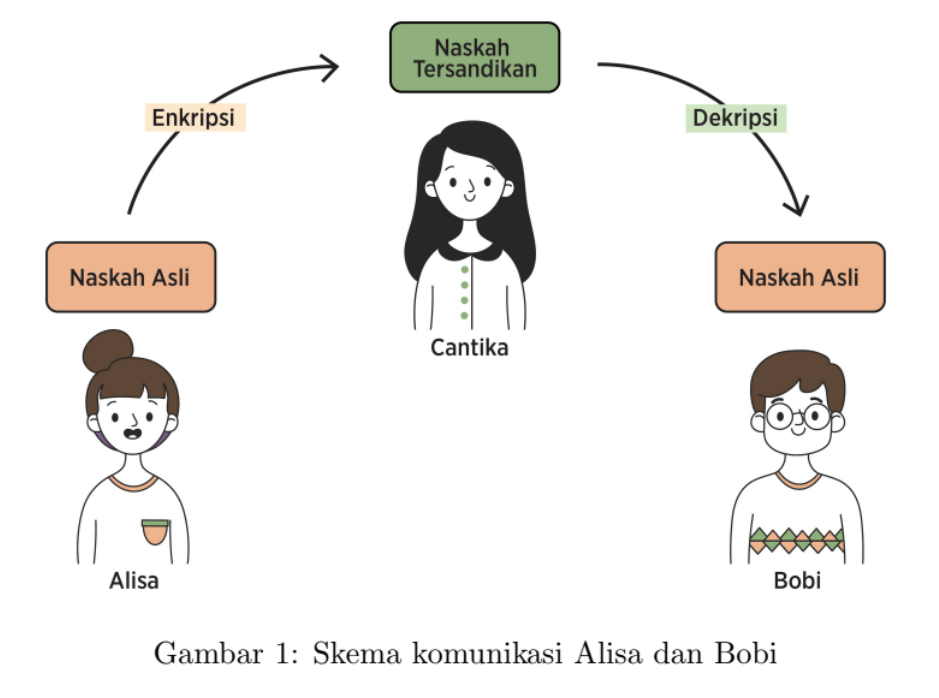 Naskah
Tersandikan
Enkripsi
Dekripsi
Naskah Asli
Naskah Asli
Cantika
Alisa
Bobi
Gambar 1: Skema komunikasi Alisa dan Bobi